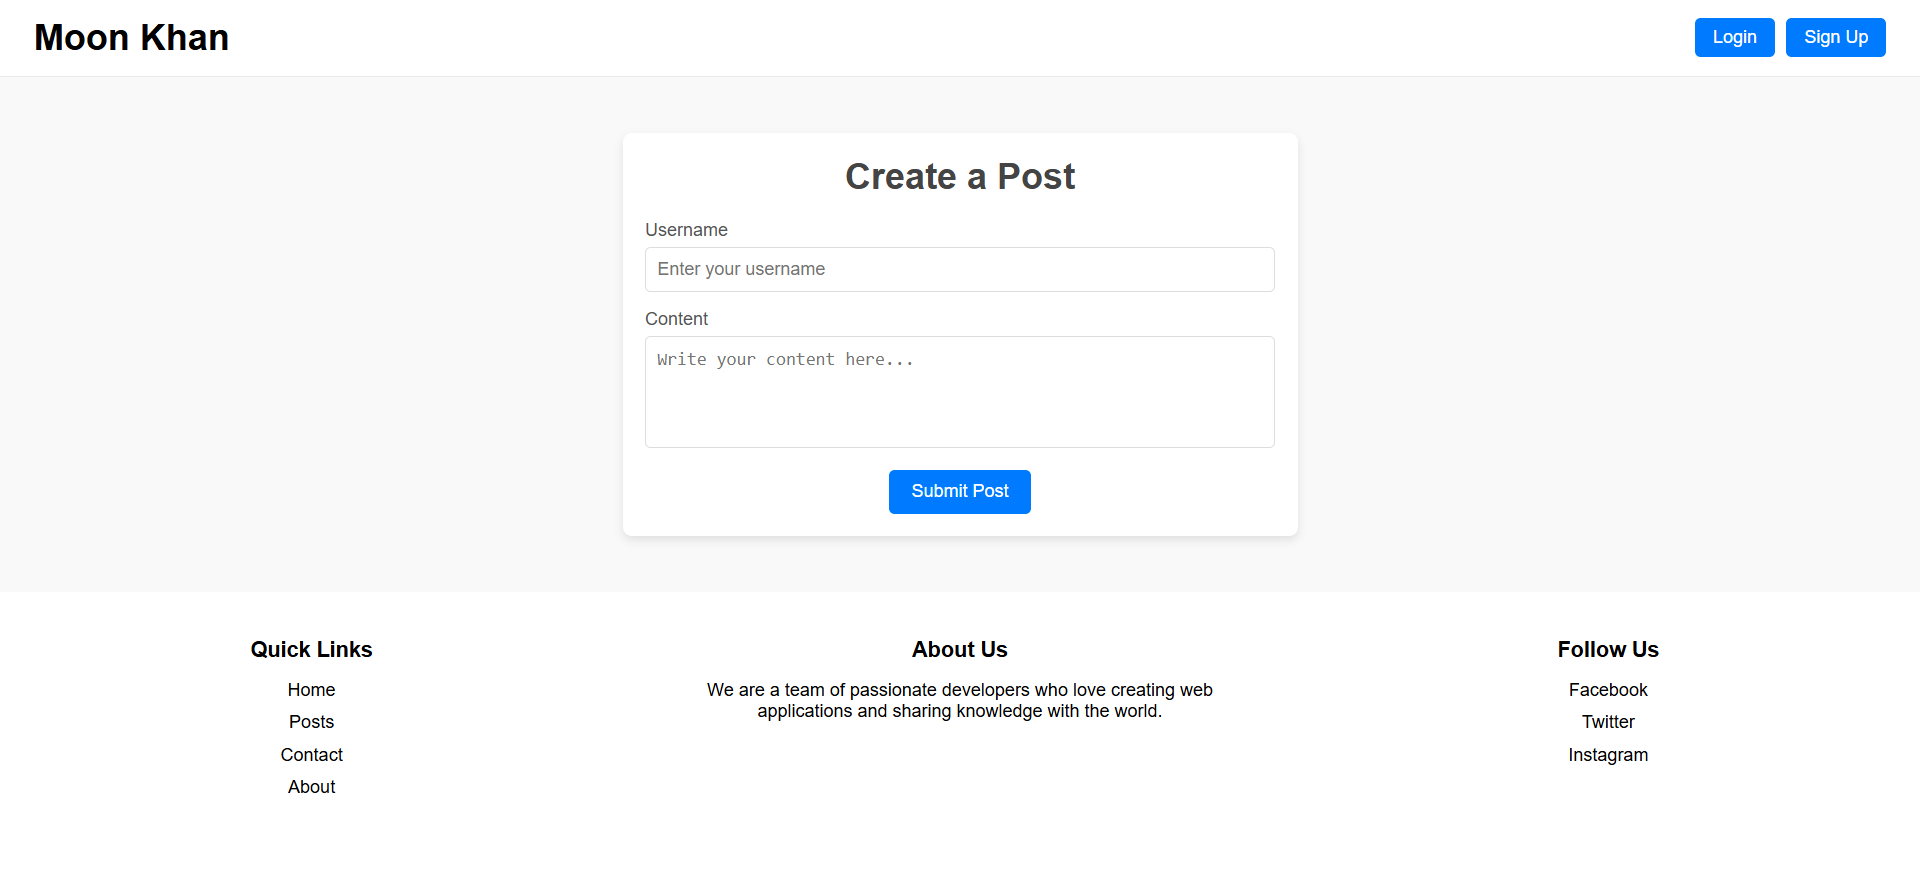 Moon Khan
Login
Sign Up
Create a Post
Username
Enter your username
Content
Write your content here...
Submit Post
Quick Links
Home
Posts
Contact
About
About Us
We are a team of passionate developers who love creating web
applications and sharing knowledge with the world.
Follow Us
Facebook
Twitter
Instagram